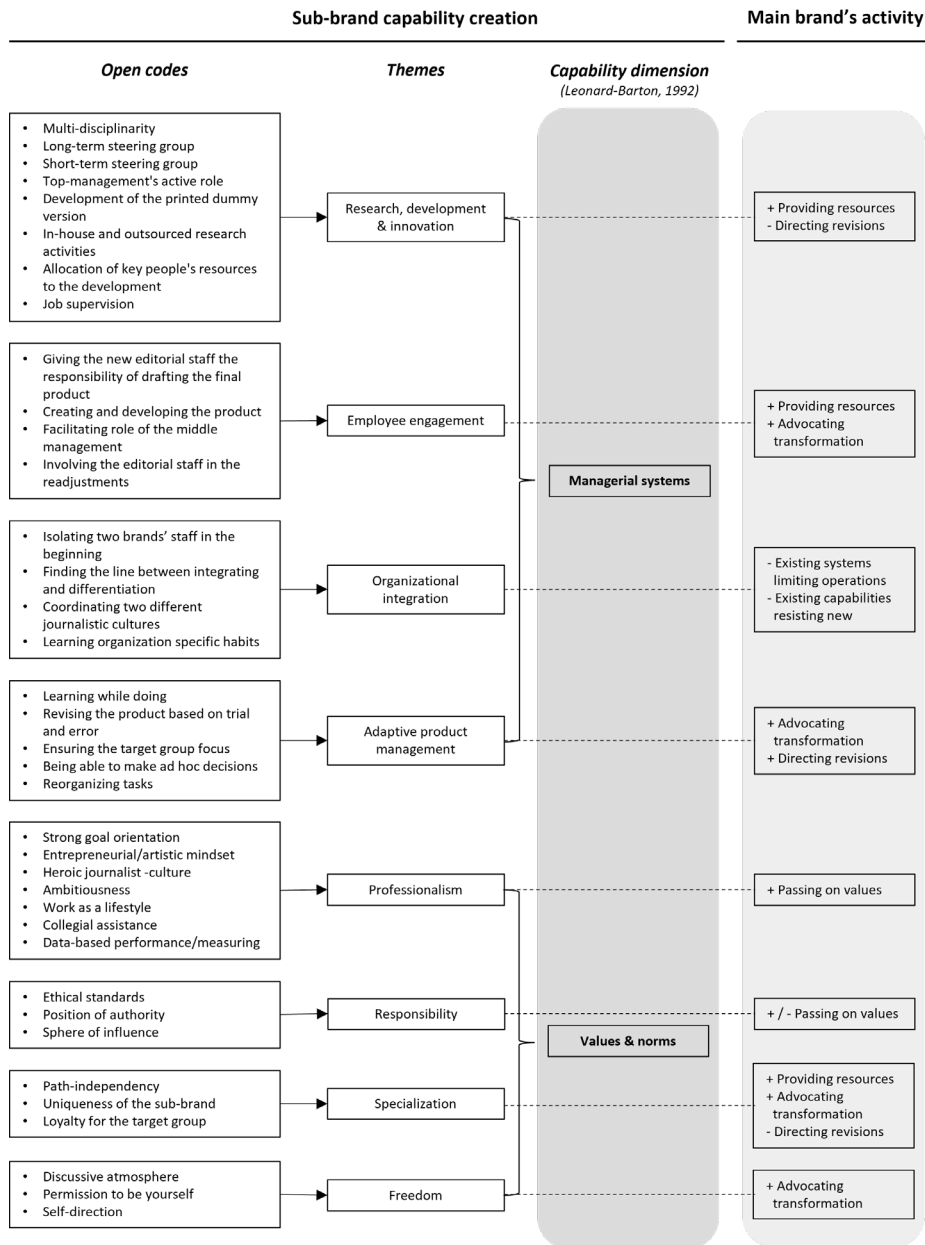 Sub-brand capability creation
Main brand's activity
Open codes
Themes
Capability dimension
(Leonard-Barton, 1992)
• Multi-disciplinarity
• Long-term steering group
• Short-term steering group
• Top-management's active role
• Development of the printed dummy
version
• In-house and outsourced research
activities
• Allocation of key people's resources
to the development
• Job supervision
Research, development
& innovation
+ Providing resources
- Directing revisions
• Giving the new editorial staff the
responsibility of drafting the final
product
• Creating and developing the product
• Facilitating role of the middle
management
• Involving the editorial staff in the
readjustments
Employee engagement
+ Providing resources
+ Advocating
transformation
Managerial systems
• Isolating two brands’ staff in the
beginning
• Finding the line between integrating
and differentiation
• Coordinating two different
journalistic cultures
• Learning organization specific habits
Organizational
integration
- Existing systems
limiting operations
- Existing capabilities
resisting new
• Learning while doing
• Revising the product based on trial
and error
• Ensuring the target group focus
• Being able to make ad hoc decisions
• Reorganizing tasks
Adaptive product
management
+ Advocating
transformation
+ Directing revisions
• Strong goal orientation
• Entrepreneurial/artistic mindset
• Heroic journalist -culture
• Ambitiousness
• Work as a lifestyle
• Collegial assistance
• Data-based performance/measuring
Professionalism
+ Passing on values
• Ethical standards
• Position of authority
• Sphere of influence
Responsibility
+ / - Passing on values
Values & norms
• Path-independency
• Uniqueness of the sub-brand
• Loyalty for the target group
Specialization
+ Providing resources
+ Advocating
transformation
- Directing revisions
• Discussive atmosphere
• Permission to be yourself
• Self-direction
Freedom
+ Advocating
transformation